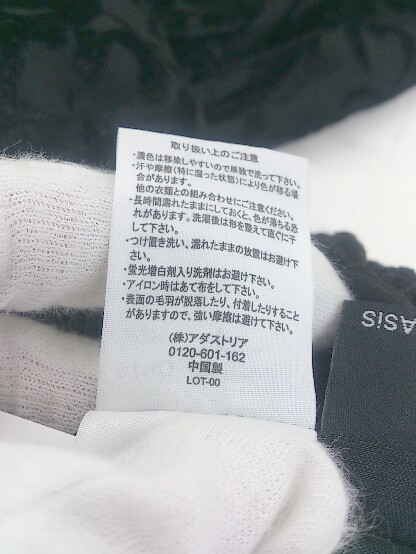 取り扱い上のご注意
・濃色は移染しやすいので単独で洗って下さい。
・汗や摩擦(特に湿った状態)により色が移る場
合があります。
他の衣類との組み合わせにご注意ください。
・長時間濡れたままにしておくと、色が落ちる恐
れがあります。洗濯後は形を整えて直ぐに干
して下さい。
・つけ置き洗い、濡れたままの放置はお避け下
さい。
・蛍光増白剤入り洗剤はお避け下さい。
・アイロン時はあて布をして下さい。
・表面の毛羽が脱落したり、付着したりすること
がありますので、強い摩擦は避けて下さい。
(株)アダストリア
0120-601-162
中国製
LOT-00
ASiS